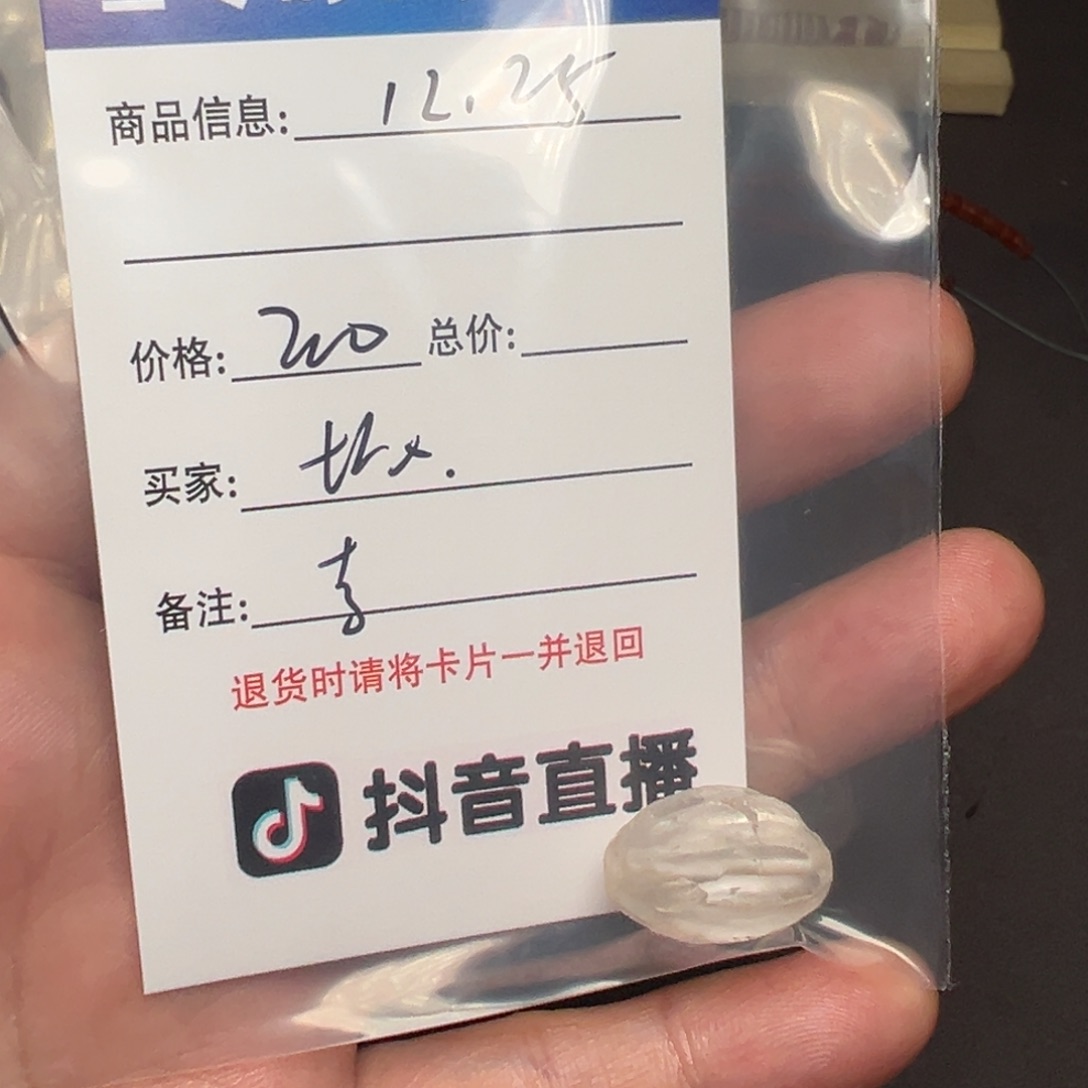 商品信息: 12.25
价格: 200 总价:
买家:
备注:
退货时请将卡片一并退回
抖音直播